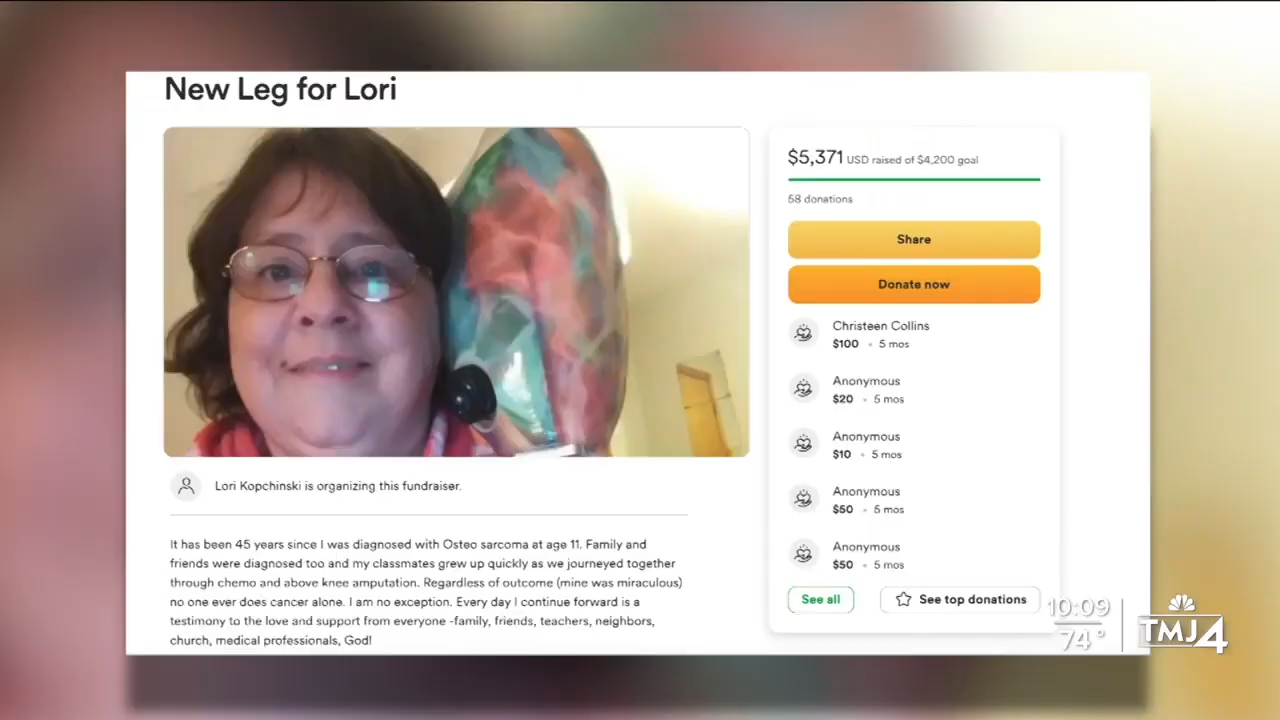 New Leg for Lori
$5,371 USD raised of $4,200 goal
58 donations
Share
Donate now
Christeen Collins
$100 • 5 mos
Anonymous
$20 • 5 mos
Anonymous
$10 • 5 mos
Anonymous
$50 • 5 mos
Anonymous
$50 • 5 mos
See all
See top donations
Lori Kopchinski is organizing this fundraiser.
It has been 45 years since I was diagnosed with Osteo sarcoma at age 11. Family and
friends were diagnosed too and my classmates grew up quickly as we journeyed together
through chemo and above knee amputation. Regardless of outcome (mine was miraculous)
no one ever does cancer alone. I am no exception. Every day I continue forward is a
testimony to the love and support from everyone -family, friends, teachers, neighbors,
church, medical professionals, God!
10:09
74°
TMJ4